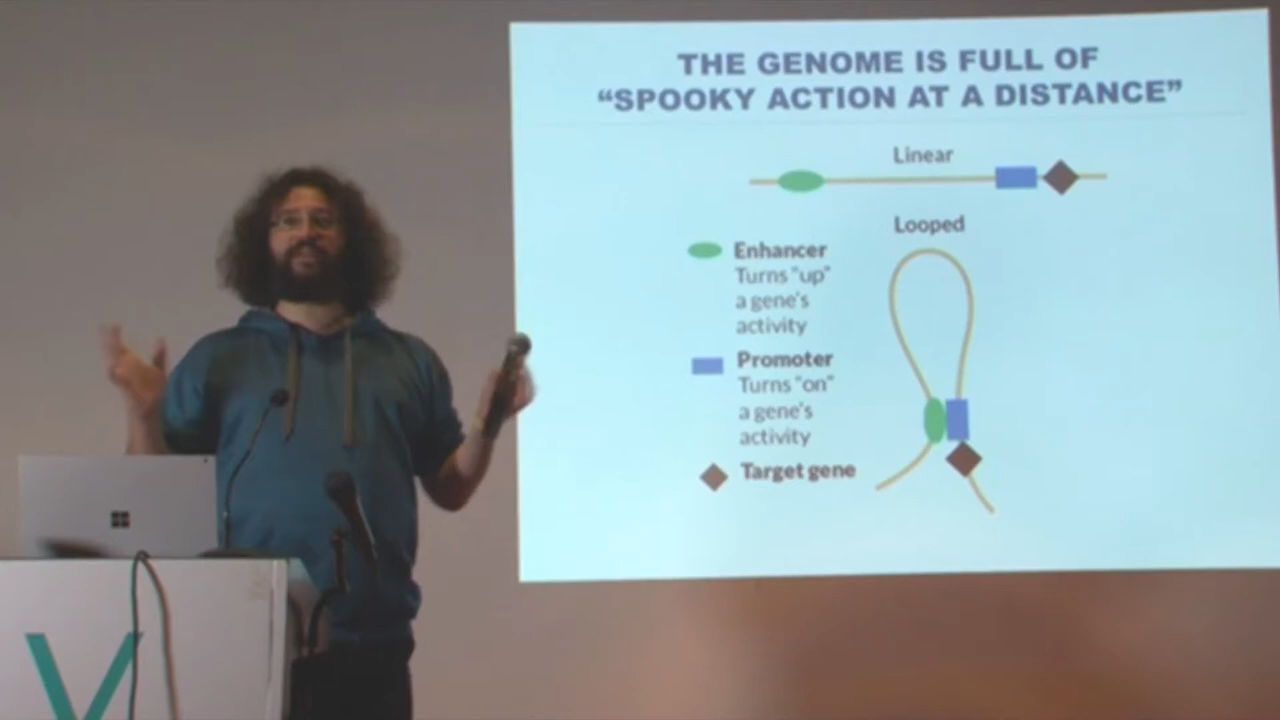 THE GENOME IS FULL OF
“SPOOKY ACTION AT A DISTANCE”
Linear
Looped
Enhancer
Turns "up"
a gene's
activity
Promoter
Turns "on"
a gene's
activity
Target gene